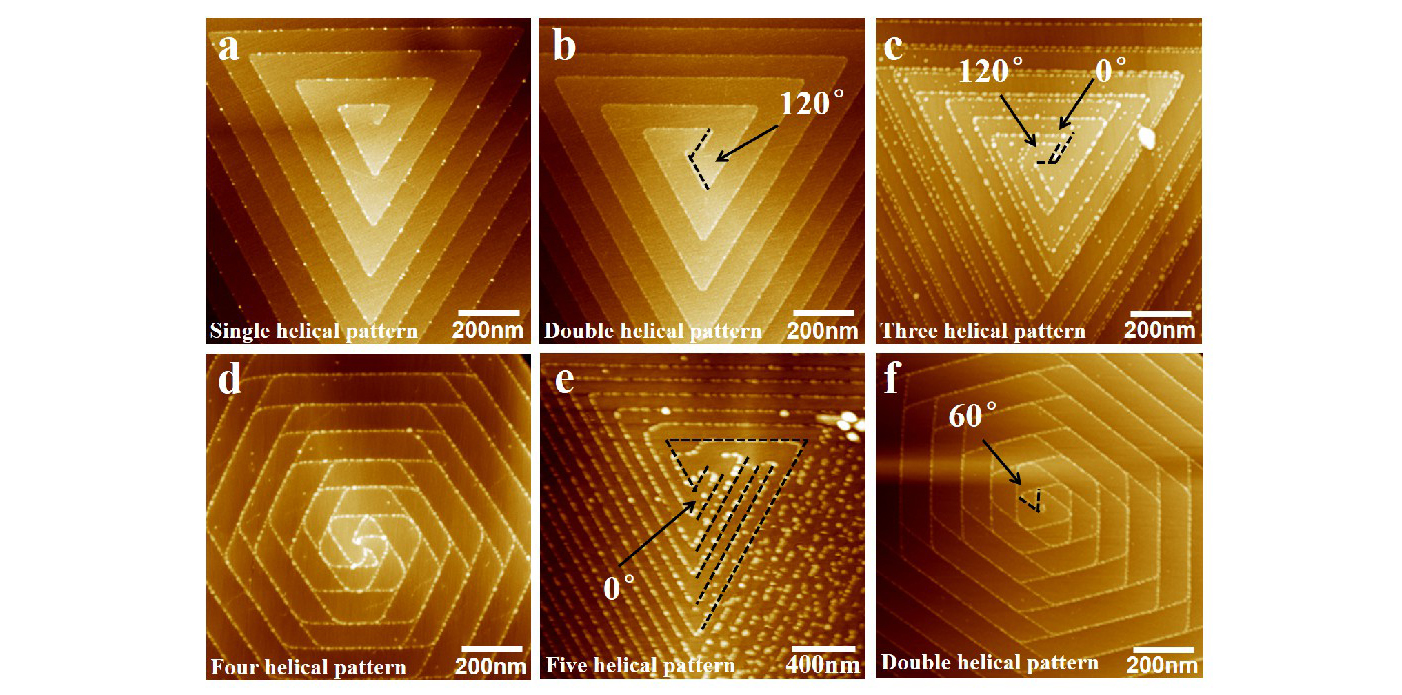 a
Single helical pattern
200nm
b
120°
Double helical pattern
200nm
c
120°
0°
Three helical pattern
200nm
d
Four helical pattern
200nm
e
0°
Five helical pattern
400nm
f
60°
Double helical pattern
200nm